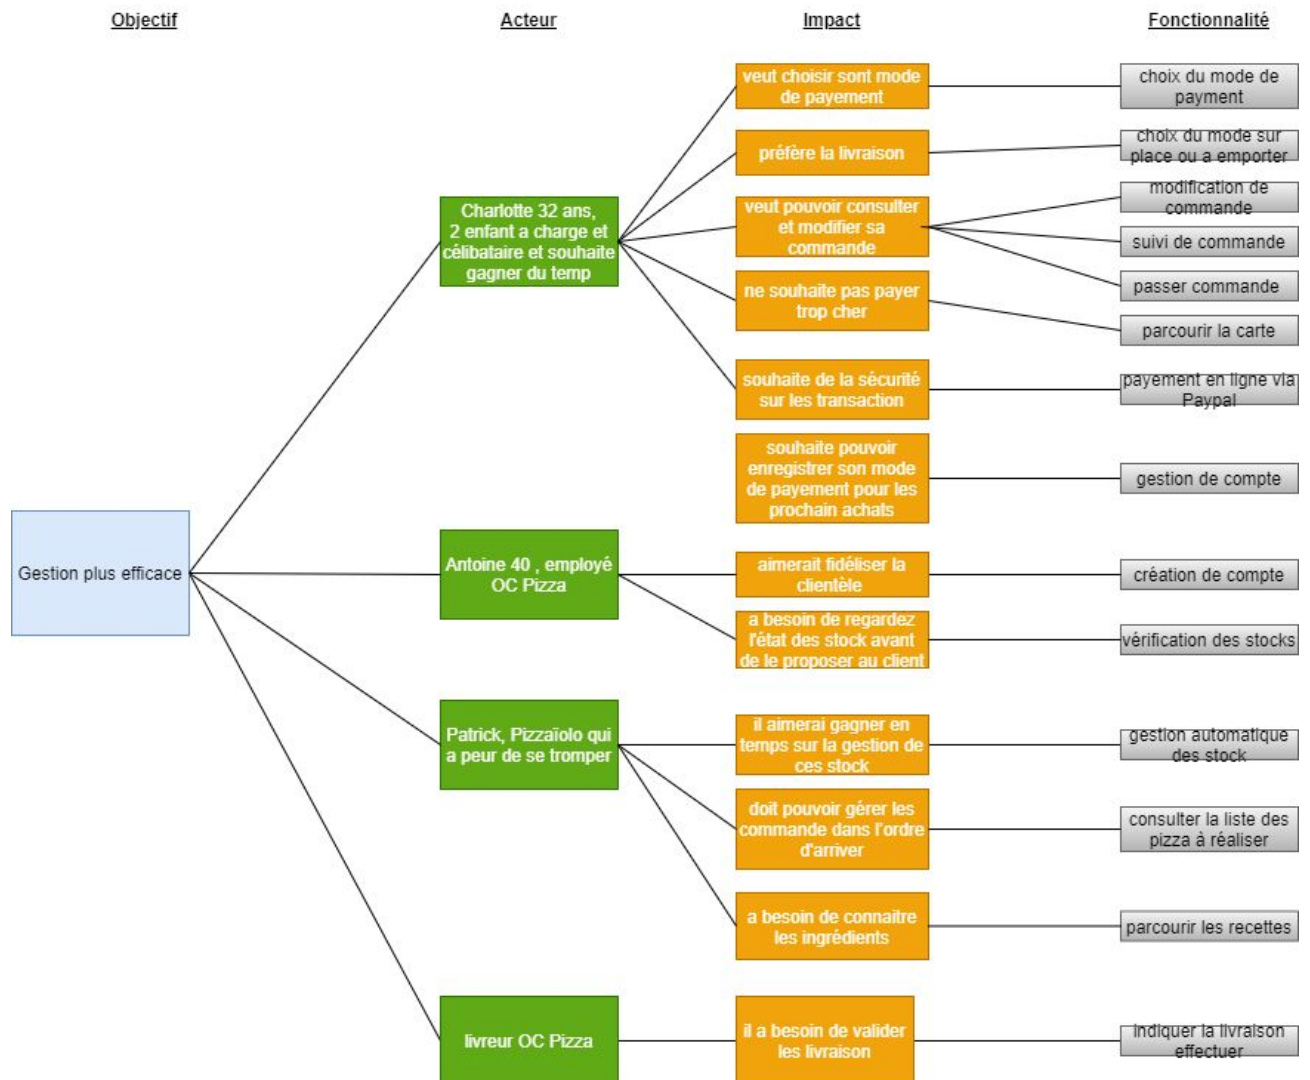 Objectif
Acteur
Impact
Fonctionnalité
veut choisir sont mode
de payement
choix du mode de
payment
préfère la livraison
choix du mode sur
place ou a emporter
Charlotte 32 ans,
2 enfant a charge et
célibataire et souhaite
gagner du temp
veut pouvoir consulter
et modifier sa
commande
modification de
commande
suivi de commande
passer commande
ne souhaite pas payer
trop cher
parcourir la carte
souhaite de la sécurité
sur les transaction
payement en ligne via
Paypal
souhaite pouvoir
enregistrer son mode
de payement pour les
prochain achats
gestion de compte
Gestion plus efficace
Antoine 40 , employé
OC Pizza
aimerait fidéliser la
clientèle
création de compte
a besoin de regardez
l'état des stock avant
de le proposer au client
vérification des stocks
Patrick, Pizzaïolo qui
a peur de se tromper
il aimerai gagner en
temps sur la gestion de
ces stock
gestion automatique
des stock
doit pouvoir gérer les
commande dans l'ordre
d'arriver
consulter la liste des
pizza à réaliser
a besoin de connaitre
les ingrédients
parcourir les recettes
livreur OC Pizza
il a besoin de valider
les livraison
indiquer la livraison
effectuer